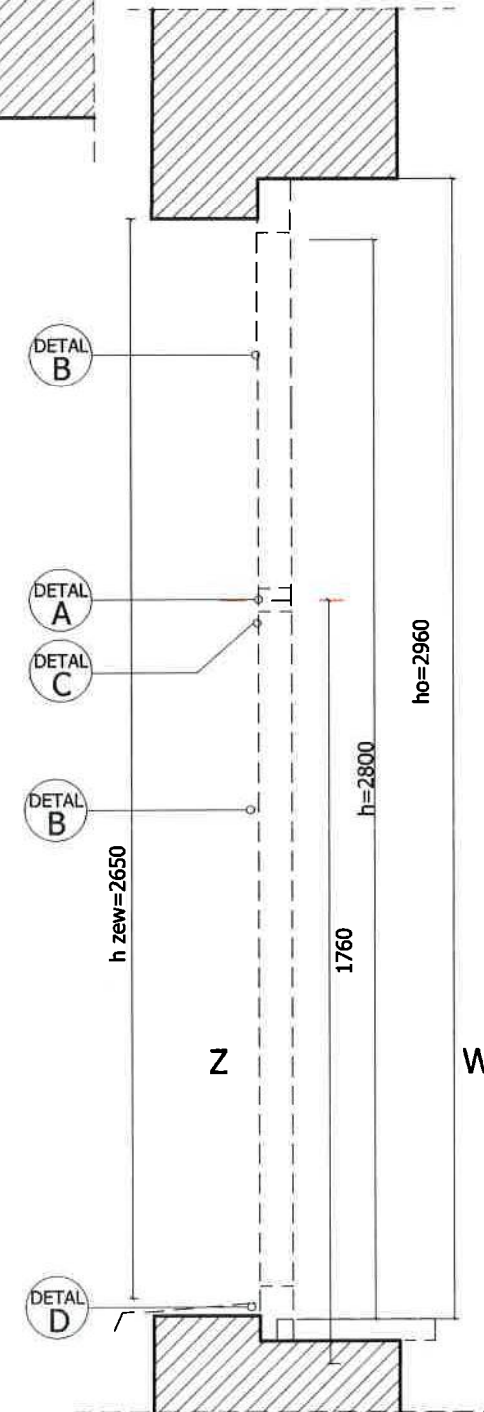 DETAL
B
DETAL
A
DETAL
C
DETAL
B
h zew=2650
1760
h=2800
ho=2960
Z
W
DETAL
D